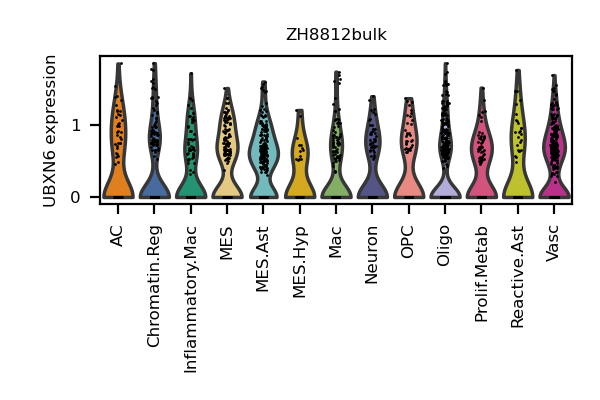 ZH8812bulk
UBXN6 expression
1
0
AC
Chromatin.Reg
Inflammatory.Mac
MES
MES.Ast
MES.Hyp
Mac
Neuron
OPC
Oligo
Prolif.Metab
Reactive.Ast
Vasc